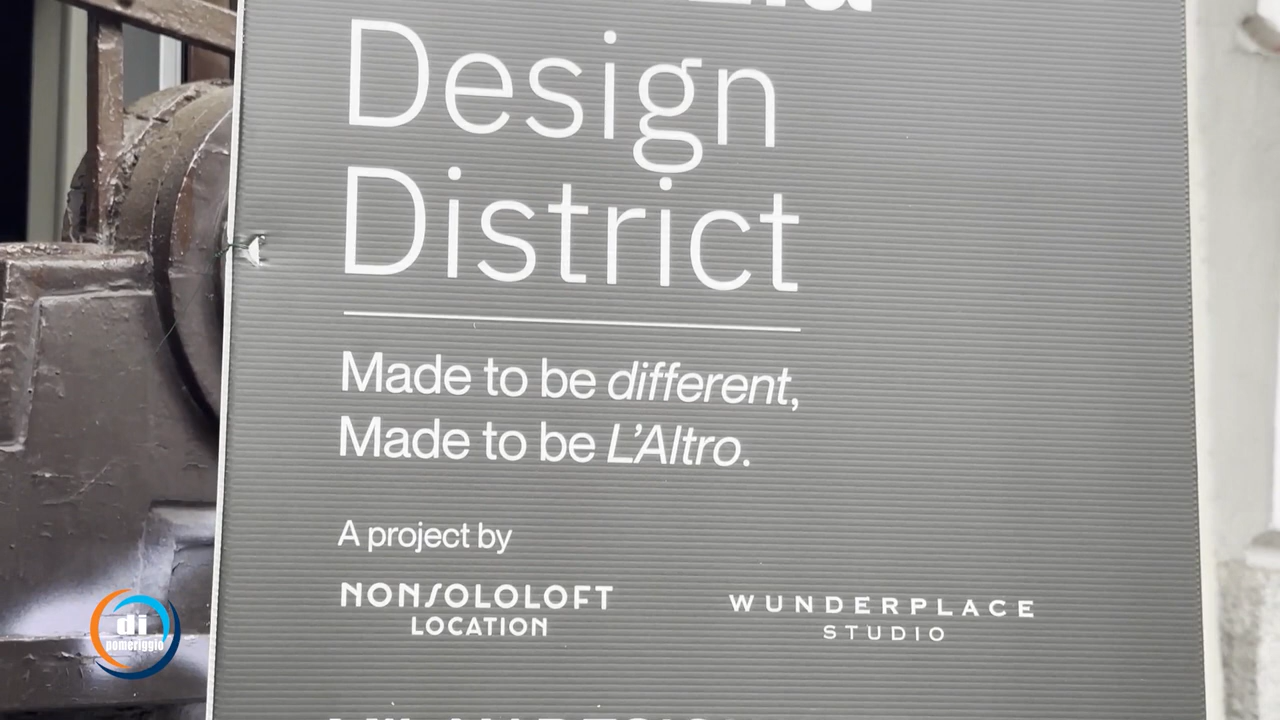 Design
District
Made to be different,
Made to be L'Altro.
A project by
NONSOLOLOFT
LOCATION
WUNDERPLACE
STUDIO
di
pomeriggio